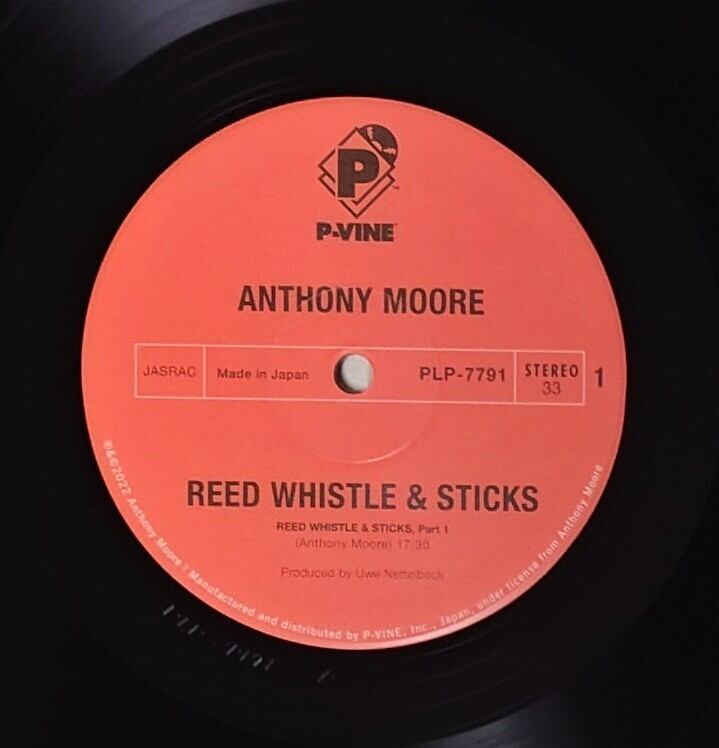 P
P-VINE
ANTHONY MOORE
JASRAC Made in Japan PLP-7791 STEREO 33 1
REED WHISTLE & STICKS
REED WHISTLE & STICKS, Part 1
(Anthony Moore) 17:30
Produced by Uwe Nettelbeck
℗&©2022 Anthony Moore : Manufactured and distributed by P-VINE, Inc., Japan, under license from Anthony Moore